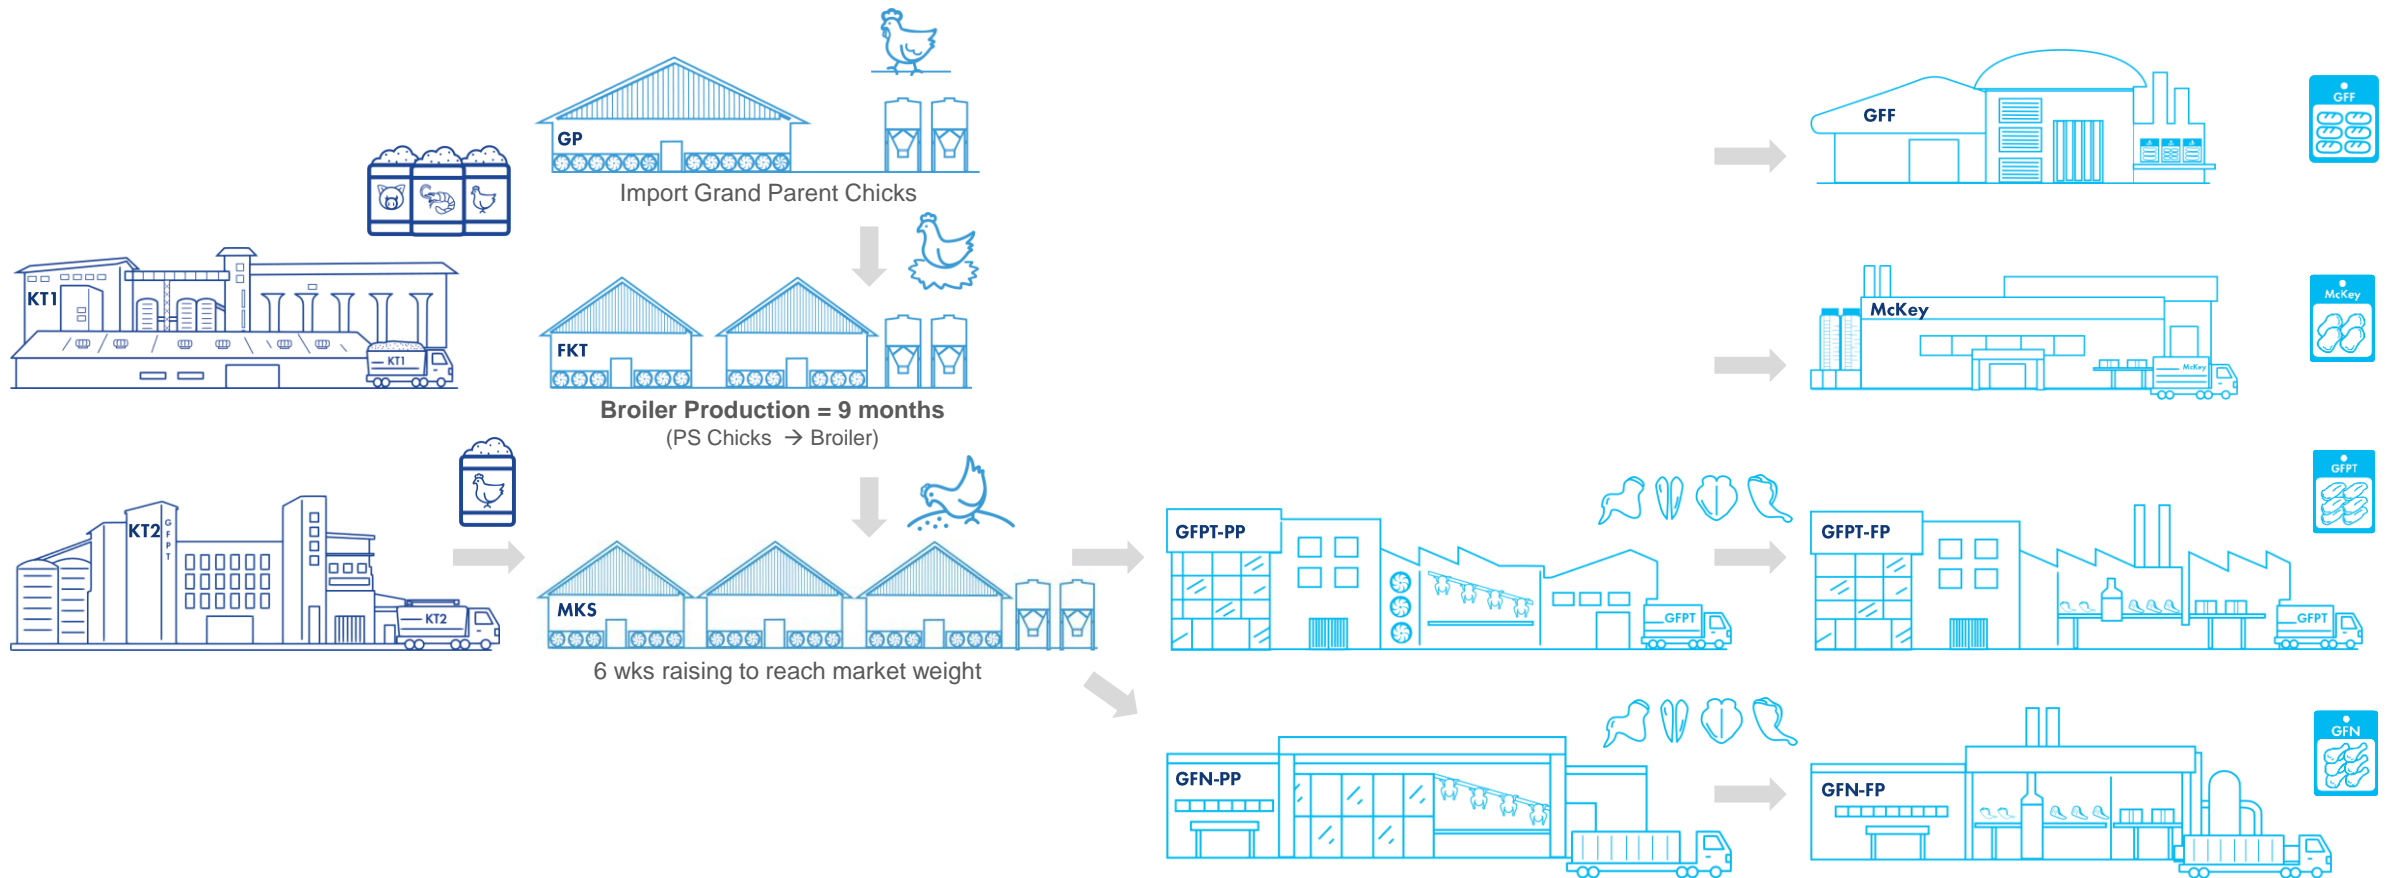 GP
Import Grand Parent Chicks
KT1
KT1
FKT
Broiler Production = 9 months
(PS Chicks → Broiler)
KT2
GFPT
KT2
MKS
6 wks raising to reach market weight
GFPT-PP
GFPT
GFN-PP
GFF
GFF
McKey
McKey
McKey
GFPT-FP
GFPT
GFPT
GFN-FP
GFN